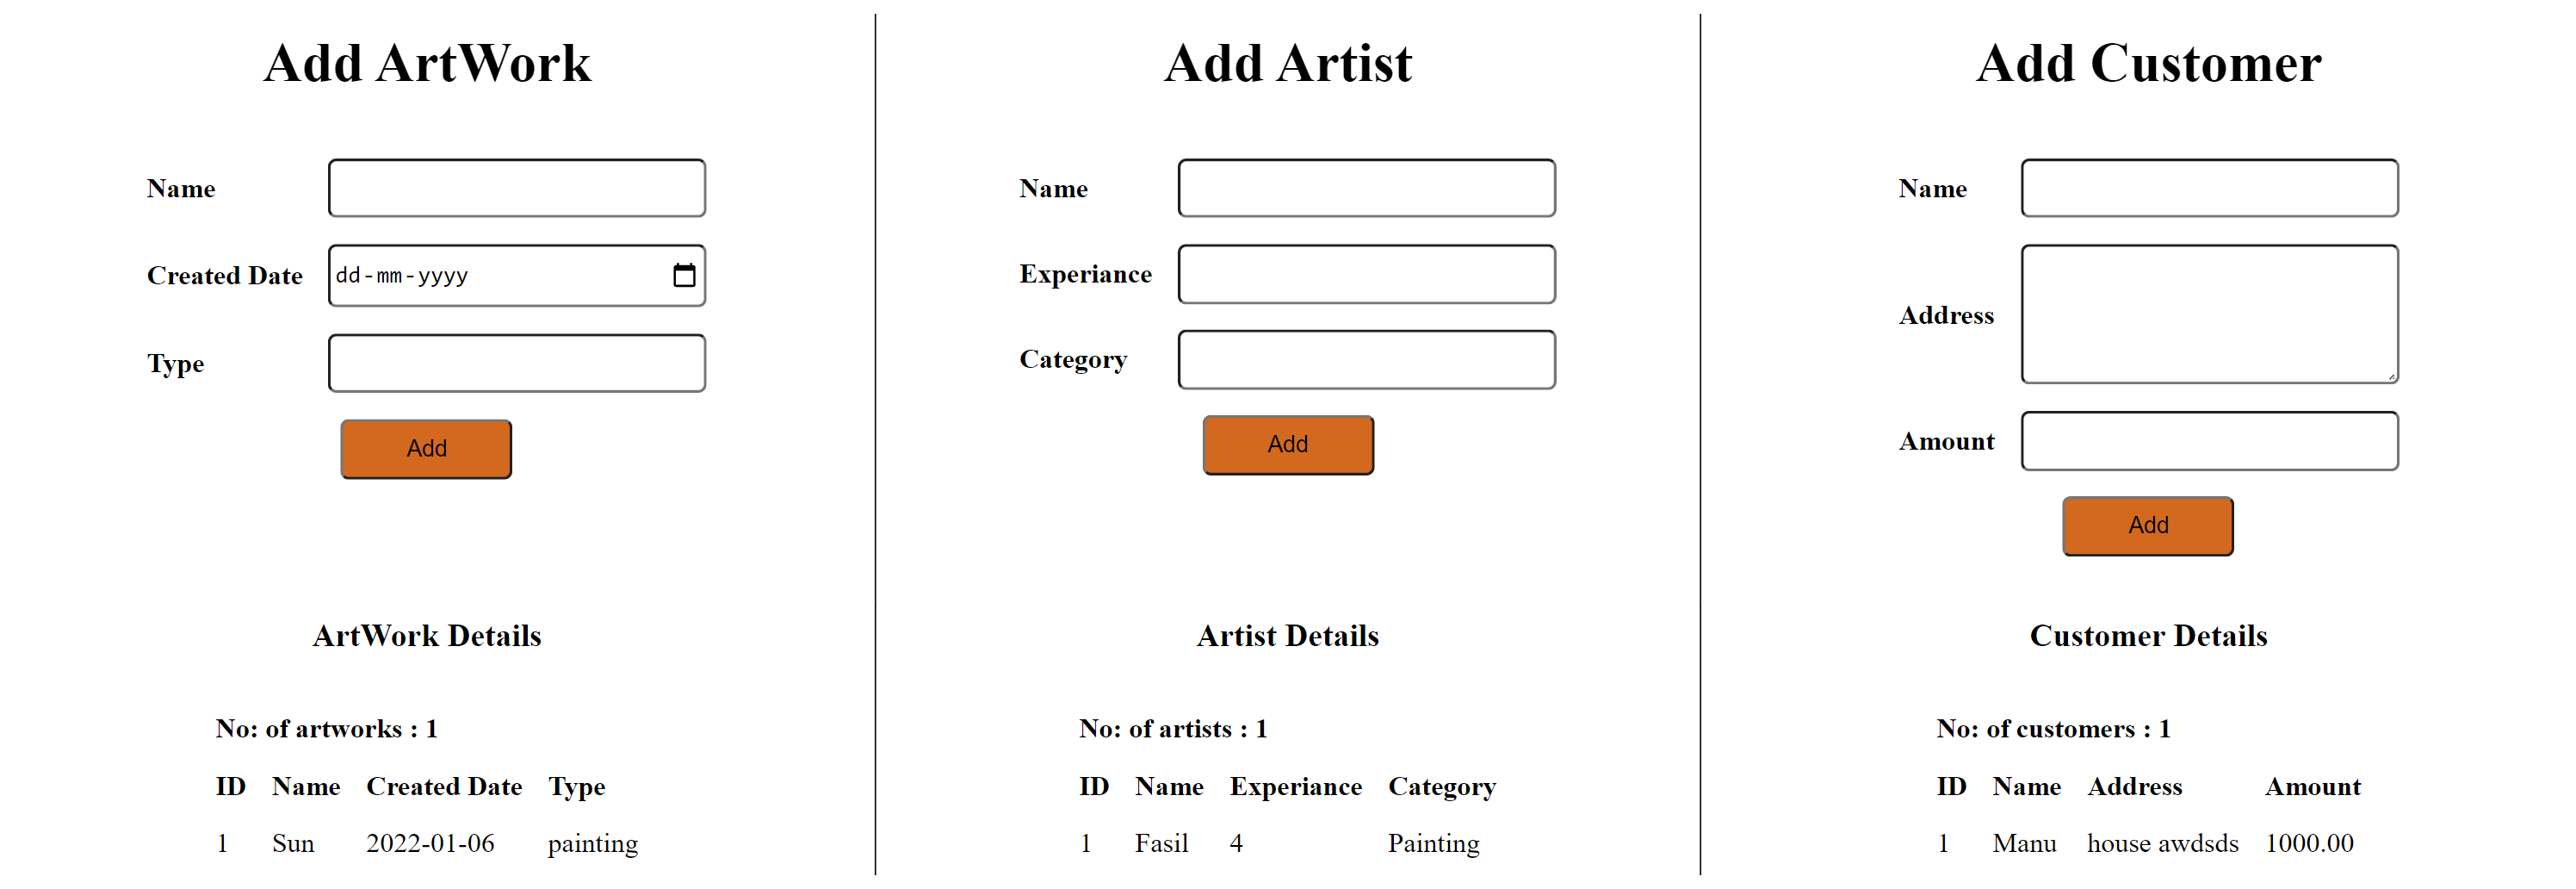 Add ArtWork
Name
Created Date
dd-mm-yyyy
Type
Add
ArtWork Details
No: of artworks : 1
ID Name Created Date Type
1 Sun 2022-01-06 painting
Add Artist
Name
Experiance
Category
Add
Artist Details
No: of artists : 1
ID Name Experiance Category
1 Fasil 4 Painting
Add Customer
Name
Address
Amount
Add
Customer Details
No: of customers : 1
ID Name Address Amount
1 Manu house awdsds 1000.00